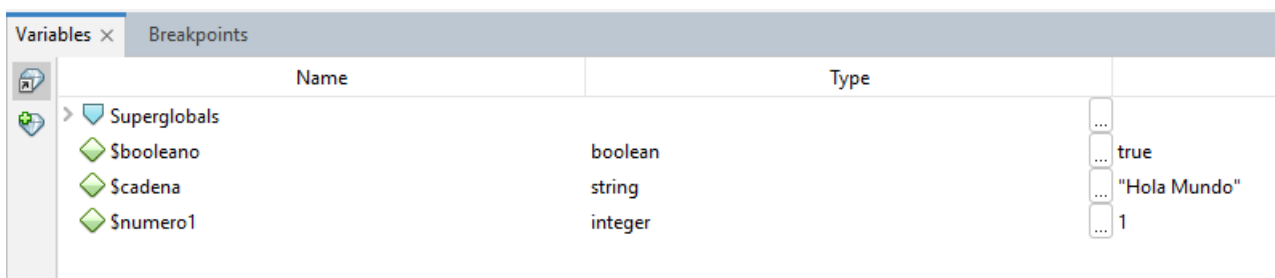 Variables × Breakpoints
Name Type
Superglobals ...
$booleano boolean ... true
$cadena string ... "Hola Mundo"
$numero1 integer ... 1